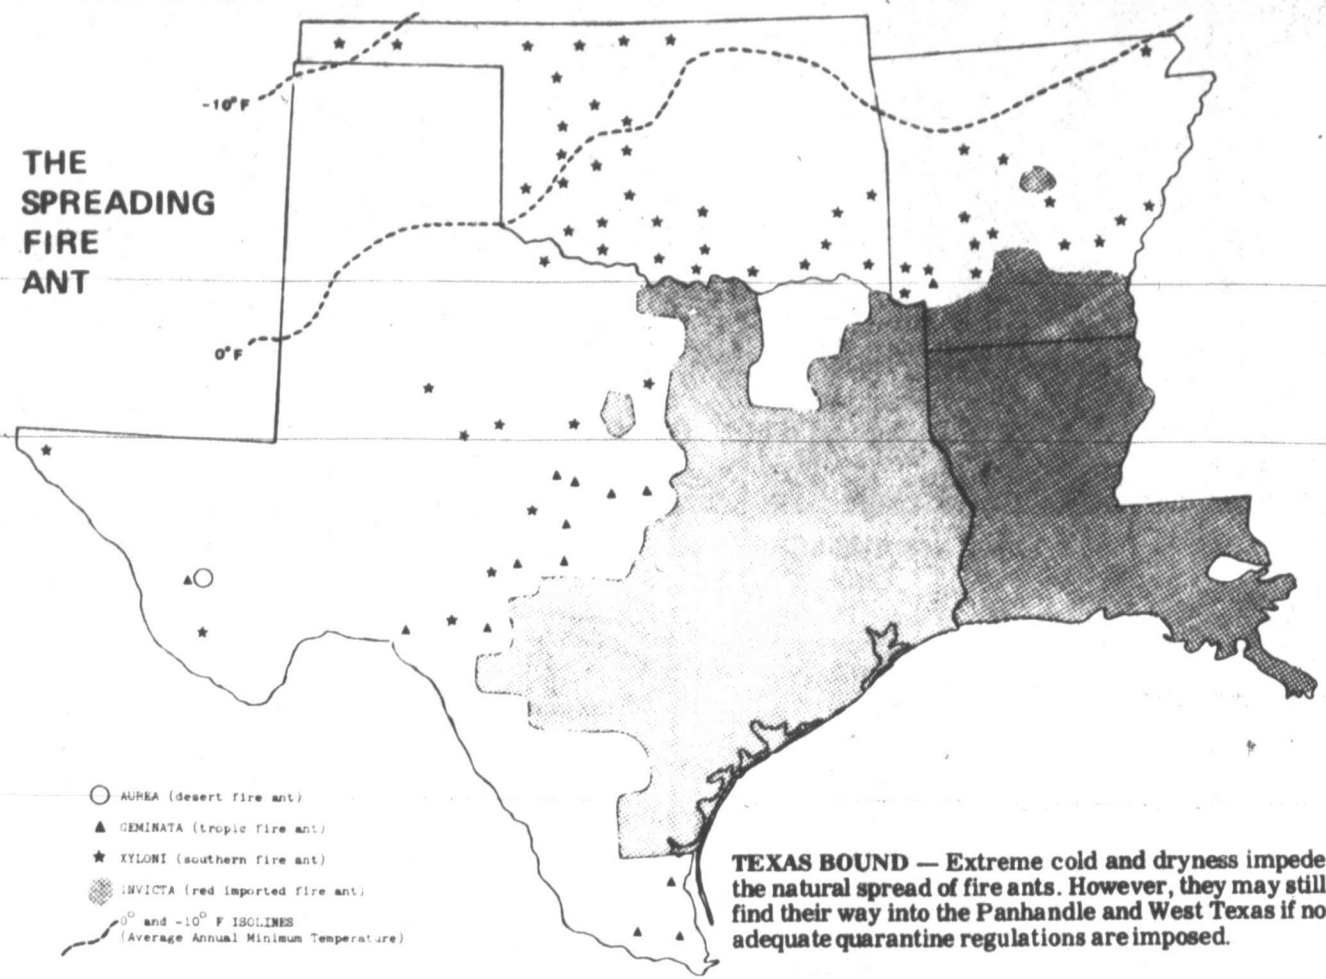 THE
SPREADING
FIRE
ANT
-10° F
0° F
AUREA (desert fire ant)
GEMINATA (tropic fire ant)
XYLONI (southern fire ant)
INVICTA (red imported fire ant)
0° and -10° F ISOLINES
(Average Annual Minimum Temperature)
TEXAS BOUND — Extreme cold and dryness impede
the natural spread of fire ants. However, they may still
find their way into the Panhandle and West Texas if no
adequate quarantine regulations are imposed.